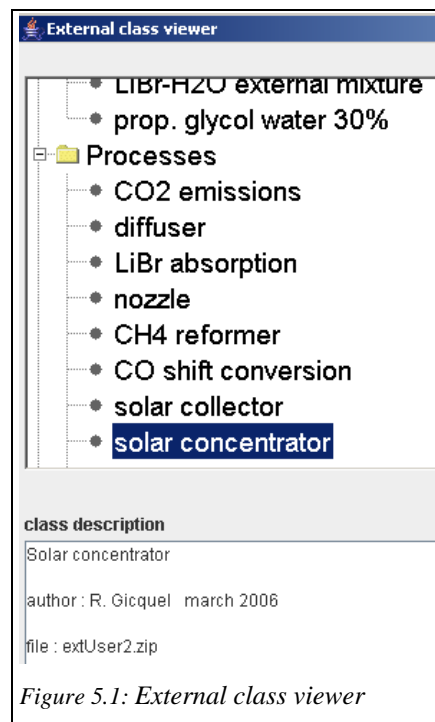 External class viewer
LiBr-H2O external mixture
prop. glycol water 30%
Processes
CO2 emissions
diffuser
LiBr absorption
nozzle
CH4 reformer
CO shift conversion
solar collector
solar concentrator
class description
Solar concentrator
author : R. Gicquel march 2006
file : extUser2.zip
Figure 5.1: External class viewer